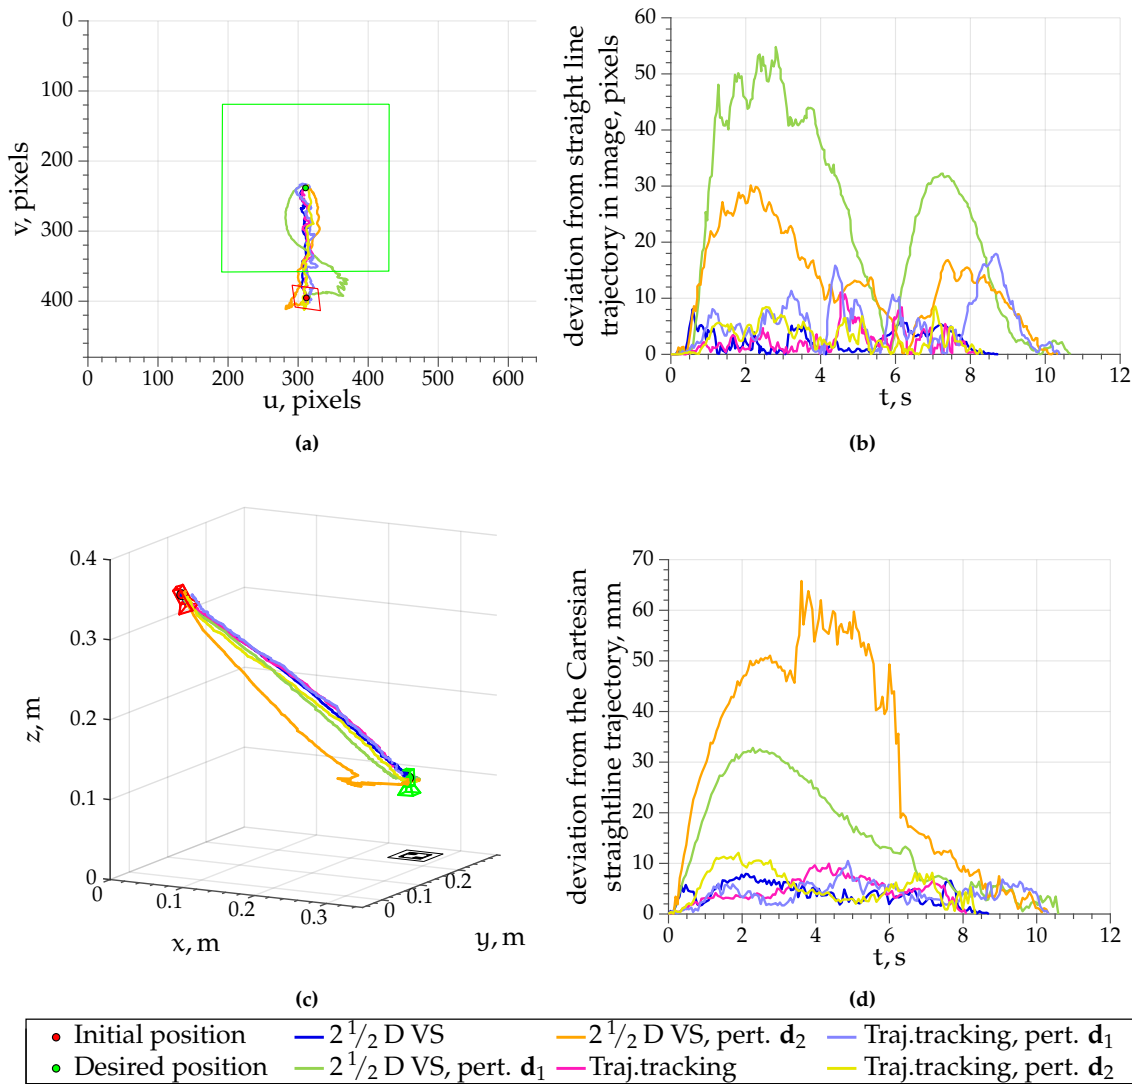 0
100
200
300
400
v, pixels
0 100 200 300 400 500 600
u, pixels
(a)
60
50
40
30
20
10
0
deviation from straight line
trajectory in image, pixels
0 2 4 6 8 10 12
t, s
(b)
0.4
0.3
0.2
0.1
0
z, m
0.1
0.2
0.3
x, m
0
0.1
0.2
y, m
(c)
70
60
50
40
30
20
10
0
deviation from the Cartesian
straightline trajectory, mm
0 2 4 6 8 10 12
t, s
(d)
Initial position 2 1/2 D VS 2 1/2 D VS, pert. d2 Traj.tracking, pert. d1
Desired position 2 1/2 D VS, pert. d1 Traj.tracking Traj.tracking, pert. d2